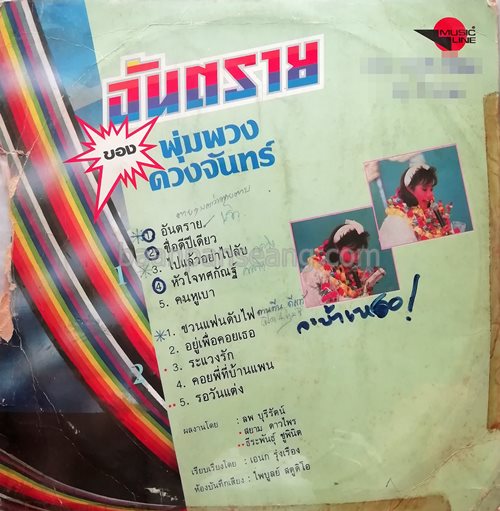 MUSIC LINE
อันตราย
ของ
พุ่มพวง
ดวงจันทร์
1
1 อันตราย
2 ซื่อตีปีเดียว
3. ไปแล้วอย่าไปลับ
4 หัวใจทศกัณฐ์
5. คนหูเบา
2
1. ชวนแฟนดับไฟ
2. อยู่เพื่อคอยเธอ
3. ระแวงรัก
4. คอยพี่ที่บ้านแพน
5. รอวันแต่ง
ผลงานโดย : ลพ บุรีรัตน์
สยาม ดาวไพร
ธีระพันธุ์ ชูพินิต
เรียบเรียงโดย : เอนก รุ่งเรือง
ห้องบันทึกเสียง : ไพบูลย์ สตูดิโอ